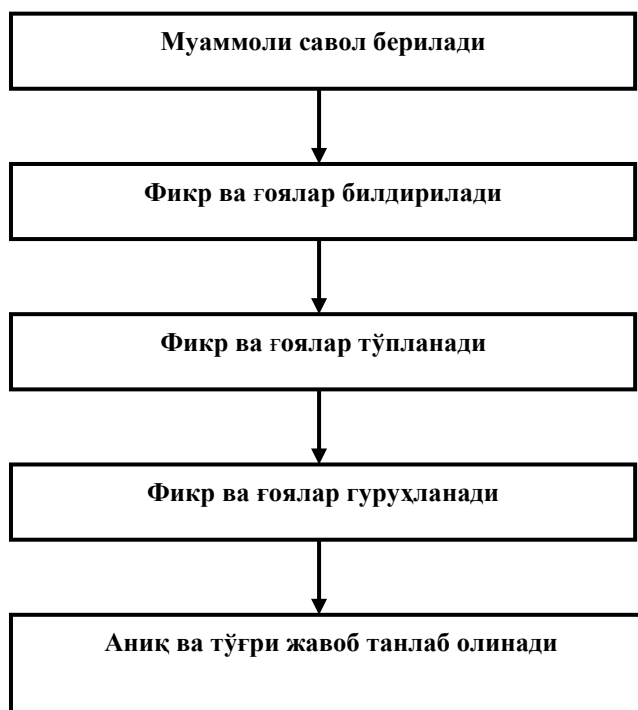 Муаммоли савол берилади
Фикр ва ғоялар билдирилади
Фикр ва ғоялар тўпланади
Фикр ва ғоялар гуруҳланади
Аниқ ва тўғри жавоб танлаб олинади